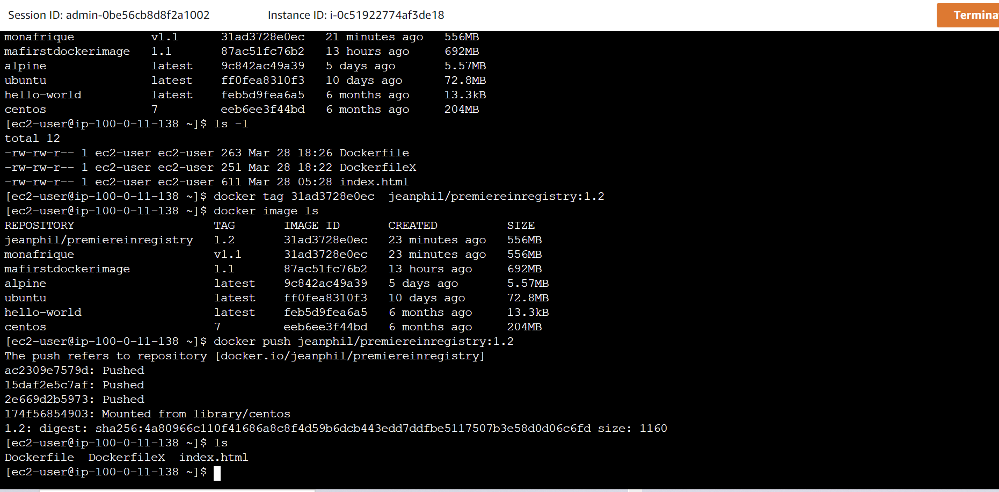 Session ID: admin-0be56cb8d8f2a1002 Instance ID: i-0c51922774af3de18
monafrique v1.1 31ad3728e0ec 21 minutes ago 556MB
mafirstdockerimage 1.1 87ac51fc76b2 13 hours ago 692MB
alpine latest 9c842ac49a39 5 days ago 5.57MB
ubuntu latest ff0fea8310f3 10 days ago 72.8MB
hello-world latest feb5d9fea6a5 6 months ago 13.3kB
centos 7 eeb6ee3f44bd 6 months ago 204MB
[ec2-user@ip-100-0-11-138 ~]$ ls -l
total 12
-rw-rw-r-- 1 ec2-user ec2-user 263 Mar 28 18:26 Dockerfile
-rw-rw-r-- 1 ec2-user ec2-user 251 Mar 28 18:22 DockerfileX
-rw-rw-r-- 1 ec2-user ec2-user 611 Mar 28 05:28 index.html
[ec2-user@ip-100-0-11-138 ~]$ docker tag 31ad3728e0ec  jeanphil/premiereinregistry:1.2
[ec2-user@ip-100-0-11-138 ~]$ docker image ls
REPOSITORY TAG IMAGE ID CREATED SIZE
jeanphil/premiereinregistry 1.2 31ad3728e0ec 23 minutes ago 556MB
monafrique v1.1 31ad3728e0ec 23 minutes ago 556MB
mafirstdockerimage 1.1 87ac51fc76b2 13 hours ago 692MB
alpine latest 9c842ac49a39 5 days ago 5.57MB
ubuntu latest ff0fea8310f3 10 days ago 72.8MB
hello-world latest feb5d9fea6a5 6 months ago 13.3kB
centos 7 eeb6ee3f44bd 6 months ago 204MB
[ec2-user@ip-100-0-11-138 ~]$ docker push jeanphil/premiereinregistry:1.2
The push refers to repository [docker.io/jeanphil/premiereinregistry]
ac2309e7579d: Pushed
15daf2e5c7af: Pushed
2e669d2b5973: Pushed
174f56854903: Mounted from library/centos
1.2: digest: sha256:4a80966c110f41686a8c8f4d59b6dcb443edd7ddfbe5117507b3e58d0d06c6fd size: 1160
[ec2-user@ip-100-0-11-138 ~]$ ls
Dockerfile  DockerfileX  index.html
[ec2-user@ip-100-0-11-138 ~]$